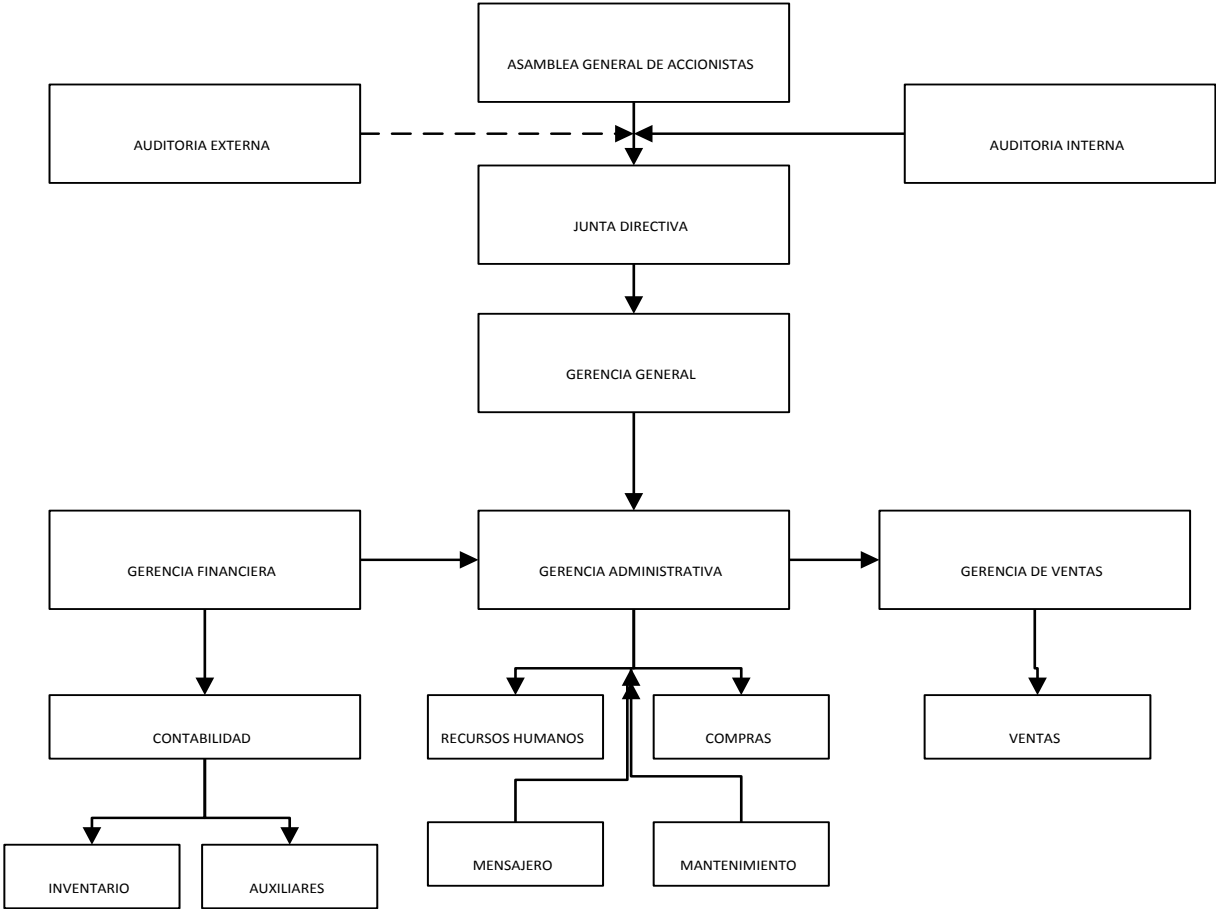 ASAMBLEA GENERAL DE ACCIONISTAS
AUDITORIA EXTERNA
AUDITORIA INTERNA
JUNTA DIRECTIVA
GERENCIA GENERAL
GERENCIA FINANCIERA
GERENCIA ADMINISTRATIVA
GERENCIA DE VENTAS
CONTABILIDAD
RECURSOS HUMANOS
COMPRAS
VENTAS
INVENTARIO
AUXILIARES
MENSAJERO
MANTENIMIENTO